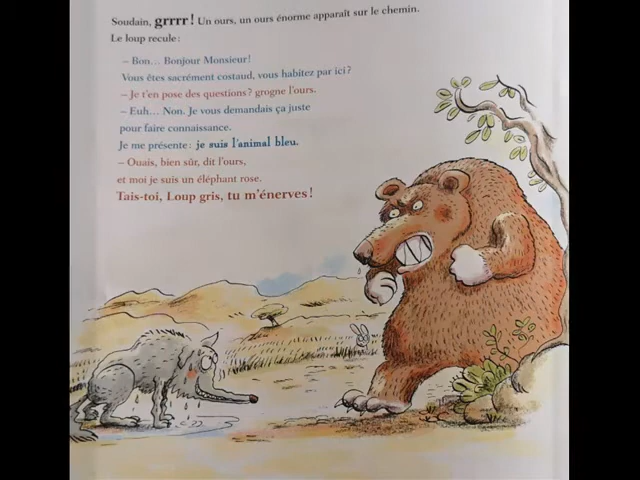 Soudain, grrrr! Un ours, un ours énorme apparaît sur le chemin.
Le loup recule :
– Bon... Bonjour Monsieur!
Vous êtes sacrément costaud, vous habitez par ici ?
– Je t'en pose des questions ? grogne l'ours.
– Euh... Non. Je vous demandais ça juste
pour faire connaissance.
Je me présente : je suis l'animal bleu.
– Ouais, bien sûr, dit l'ours,
et moi je suis un éléphant rose.
Tais-toi, Loup gris, tu m'énerves !